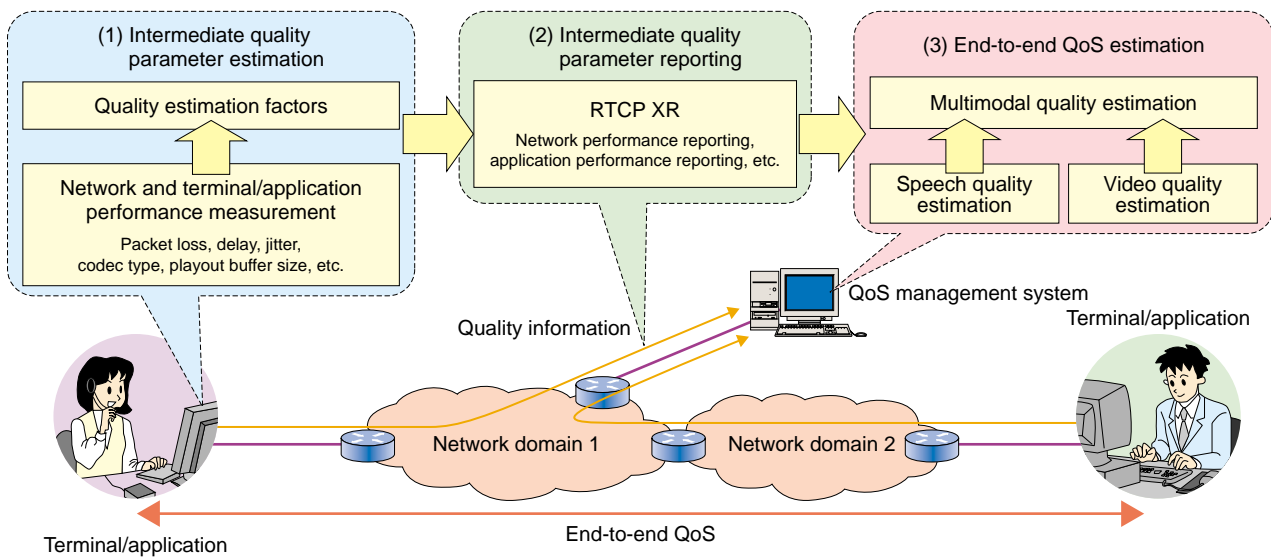 (1) Intermediate quality
parameter estimation
Quality estimation factors
Network and terminal/application
performance measurement
Packet loss, delay, jitter,
codec type, playout buffer size, etc.
(2) Intermediate quality
parameter reporting
RTCP XR
Network performance reporting,
application performance reporting, etc.
(3) End-to-end QoS estimation
Multimodal quality estimation
Speech quality
estimation
Video quality
estimation
QoS management system
Quality information
Terminal/application
Network domain 1
Network domain 2
End-to-end QoS
Terminal/application